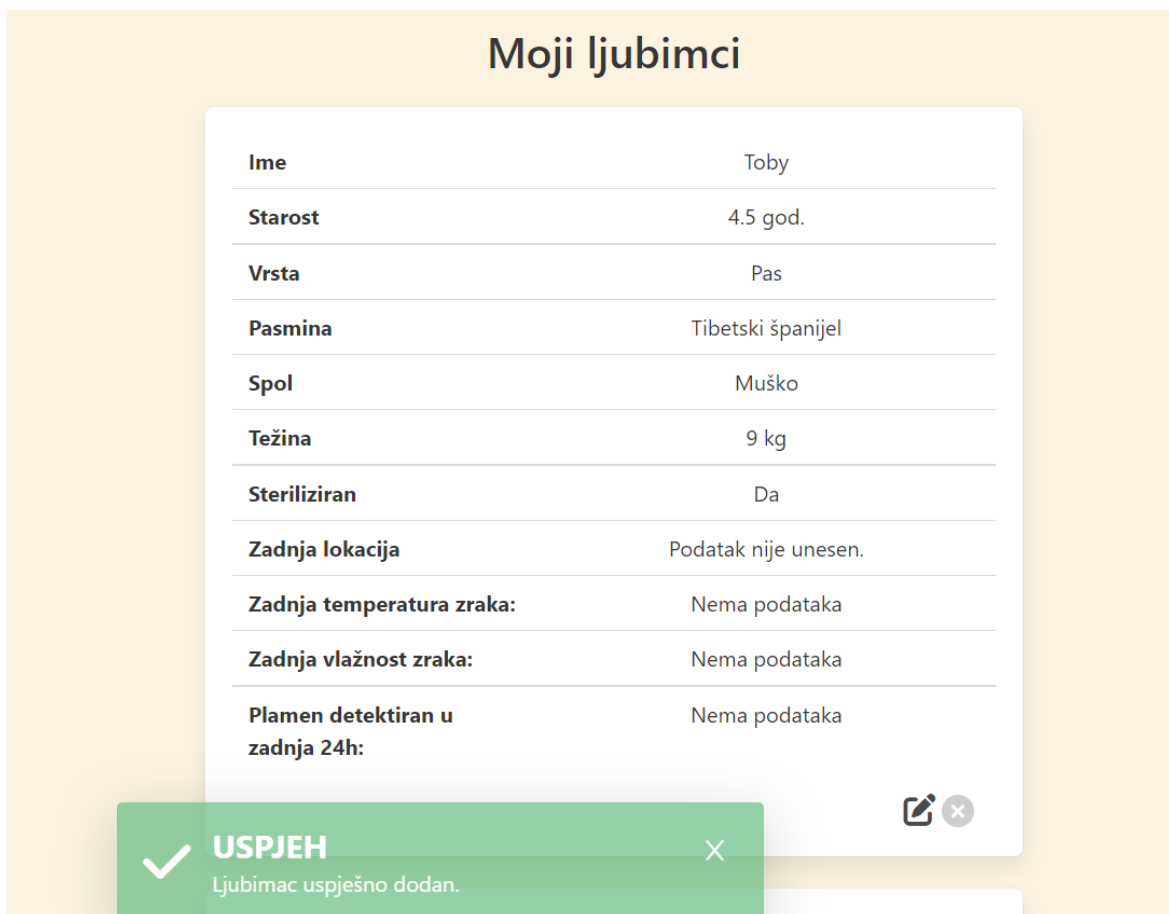 Moji ljubimci
Ime Toby
Starost 4.5 god.
Vrsta Pas
Pasmina Tibetski španijel
Spol Muško
Težina 9 kg
Steriliziran Da
Zadnja lokacija Podatak nije unesen.
Zadnja temperatura zraka: Nema podataka
Zadnja vlažnost zraka: Nema podataka
Plamen detektiran u Nema podataka
zadnja 24h:
USPJEH
Ljubimac uspješno dodan.